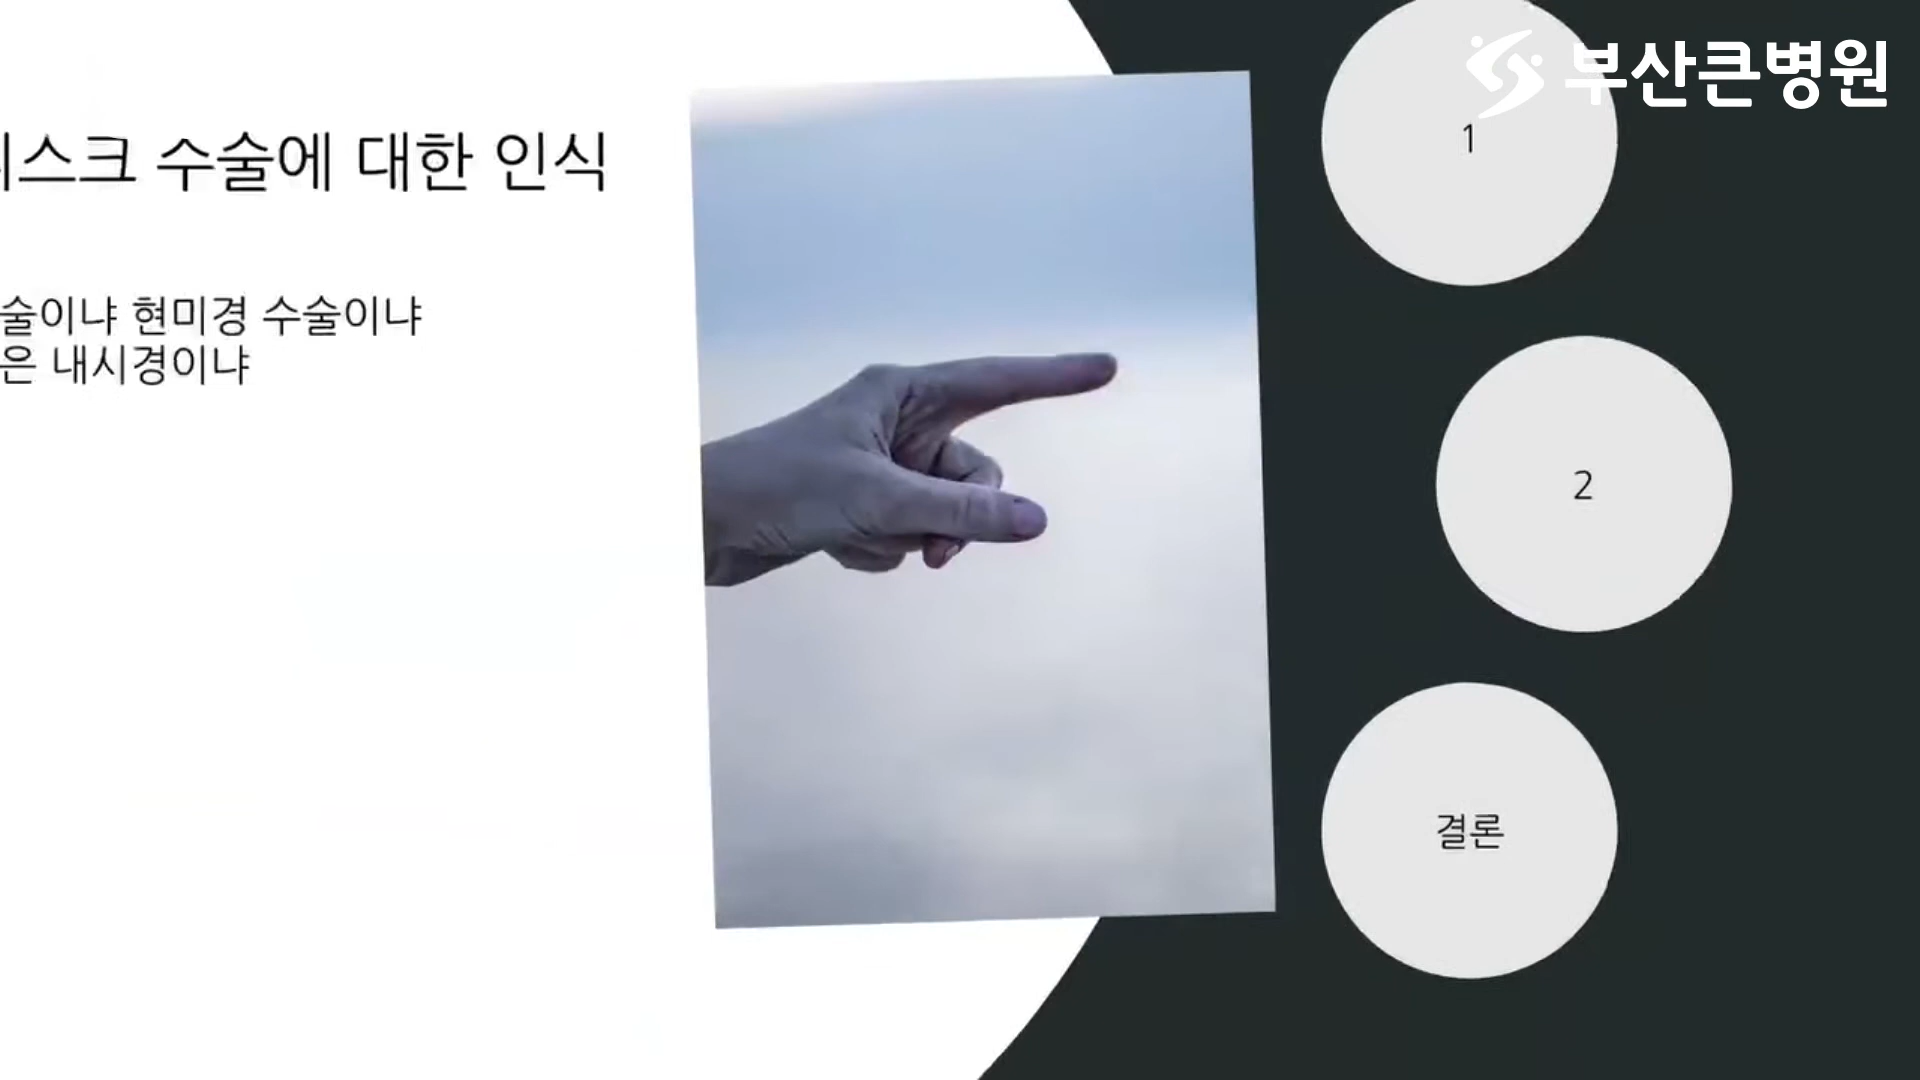 부산큰병원
스크 수술에 대한 인식
술이냐 현미경 수술이냐
은 내시경이냐
1
2
결론